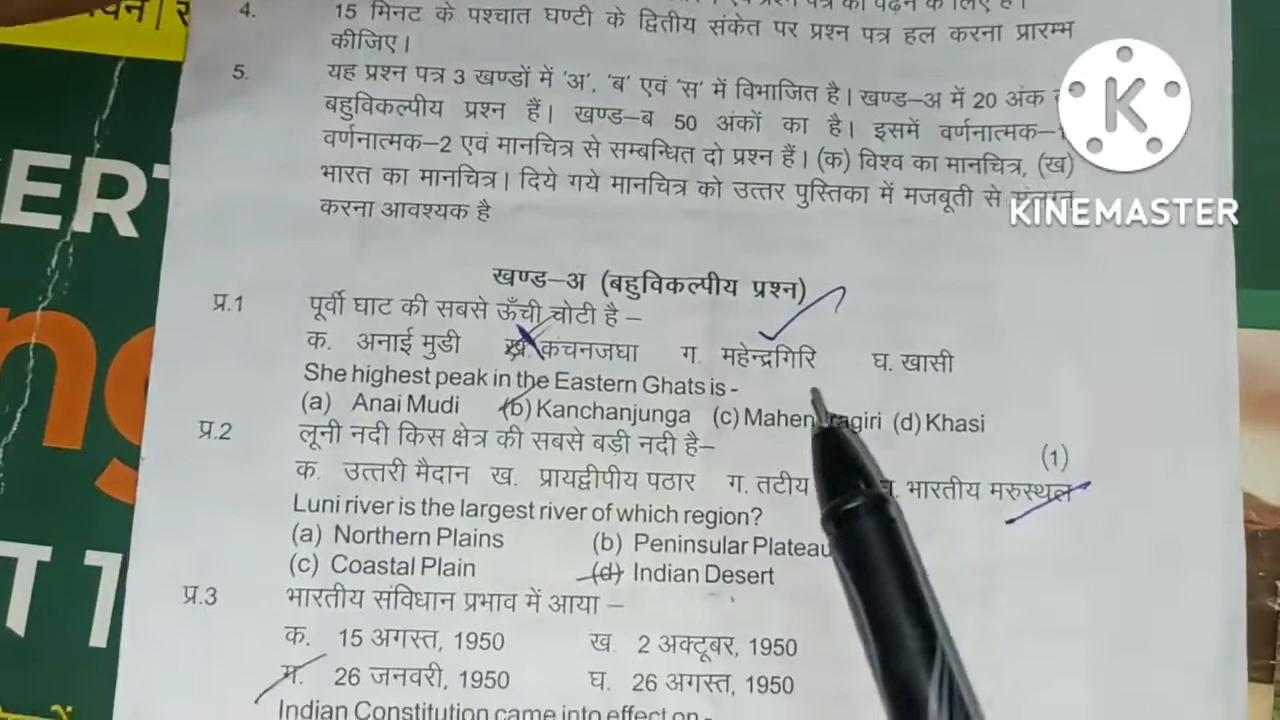 4. 15 मिनट के पश्चात घण्टी के द्वितीय संकेत पर प्रश्न पत्र हल करना प्रारम्भ
कीजिए।
5. यह प्रश्न पत्र 3 खण्डों में 'अ', 'ब' एवं 'स' में विभाजित है। खण्ड–अ में 20 अंक
बहुविकल्पीय प्रश्न हैं। खण्ड–ब 50 अंकों का है। इसमें वर्णनात्मक–
वर्णनात्मक–2 एवं मानचित्र से सम्बन्धित दो प्रश्न हैं। (क) विश्व का मानचित्र, (ख)
भारत का मानचित्र। दिये गये मानचित्र को उत्तर पुस्तिका में मजबूती से संलग्न
करना आवश्यक है
KINEMASTER
खण्ड–अ (बहुविकल्पीय प्रश्न)
प्र.1 पूर्वी घाट की सबसे ऊँची चोटी है –
क. अनाई मुडी ख. कंचनजंघा ग. महेन्द्रगिरि घ. खासी
She highest peak in the Eastern Ghats is -
(a) Anai Mudi (b) Kanchanjunga (c) Mahendragiri (d) Khasi
प्र.2 लूनी नदी किस क्षेत्र की सबसे बड़ी नदी है–
(1)
क. उत्तरी मैदान ख. प्रायद्वीपीय पठार ग. तटीय भारतीय मरुस्थल
Luni river is the largest river of which region?
(a) Northern Plains (b) Peninsular Plateau
(c) Coastal Plain (d) Indian Desert
प्र.3 भारतीय संविधान प्रभाव में आया –
क. 15 अगस्त, 1950 ख. 2 अक्टूबर, 1950
ग. 26 जनवरी, 1950 घ. 26 अगस्त, 1950
Indian Constitution came into effect on -